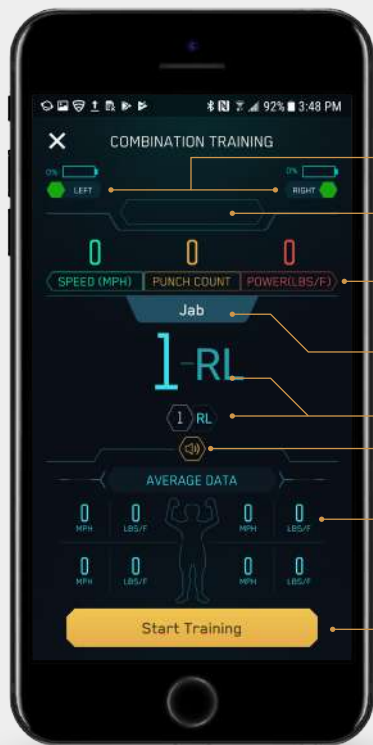 92% 3:48 PM
COMBINATION TRAINING
0% 0%
LEFT RIGHT
0 0 0
SPEED (MPH) PUNCH COUNT POWER(LBS/F)
Jab
1-RL
1 RL
AVERAGE DATA
0 0 0 0
MPH LBS/F MPH LBS/F
0 0 0 0
MPH LBS/F MPH LBS/F
Start Training